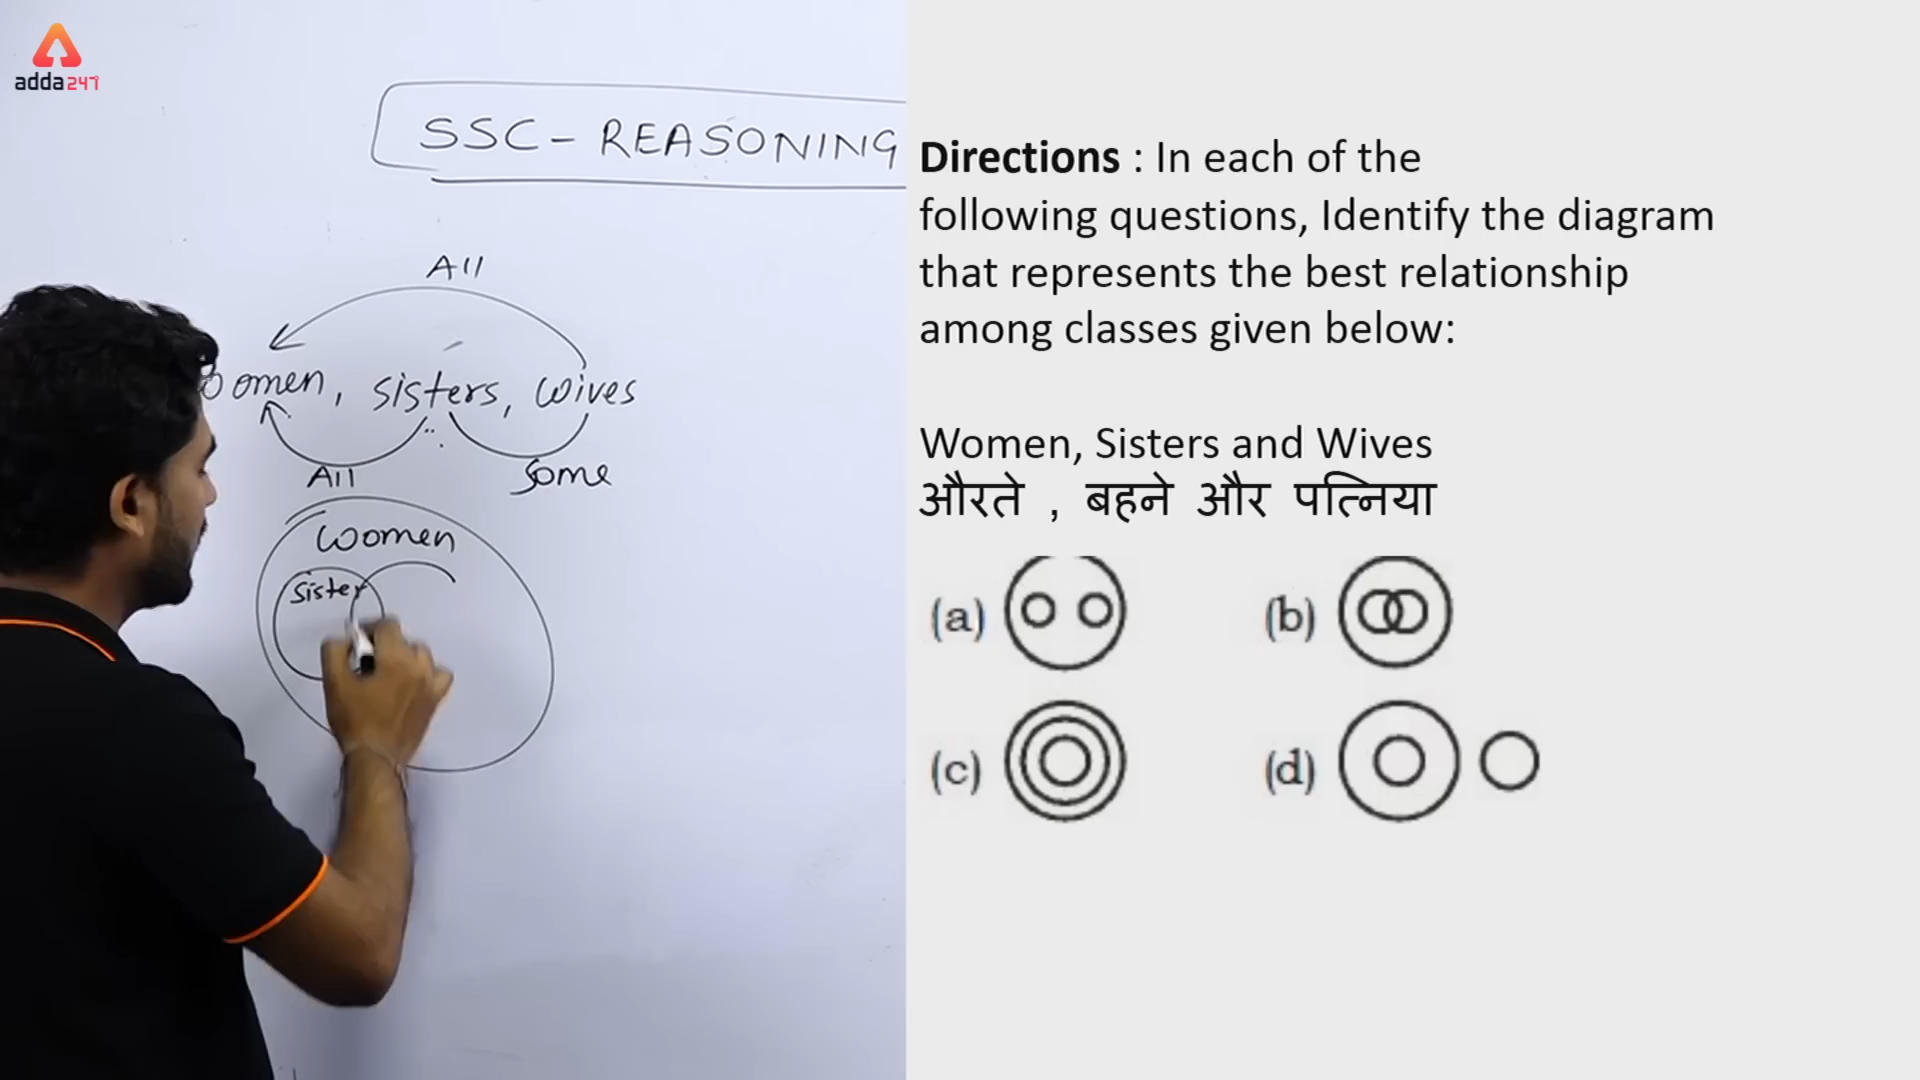 adda247
SSC - REASONING
All
omen, sisters, wives
All
Some
Women
Sister
Directions : In each of the
following questions, Identify the diagram
that represents the best relationship
among classes given below:
Women, Sisters and Wives
औरते , बहने और पत्निया
(a)
(b)
(c)
(d)